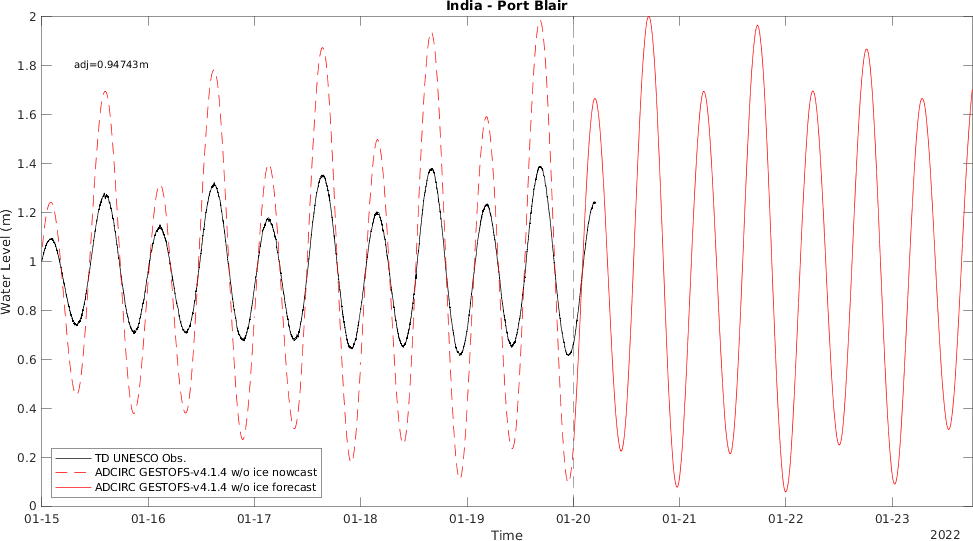 India - Port Blair
adj=0.94743m
2
1.8
1.6
1.4
1.2
1
0.8
0.6
0.4
0.2
0
Water Level (m)
TD UNESCO Obs.
ADCIRC GESTOFS-v4.1.4 w/o ice nowcast
ADCIRC GESTOFS-v4.1.4 w/o ice forecast
01-15 01-16 01-17 01-18 01-19 01-20 01-21 01-22 01-23
Time
2022